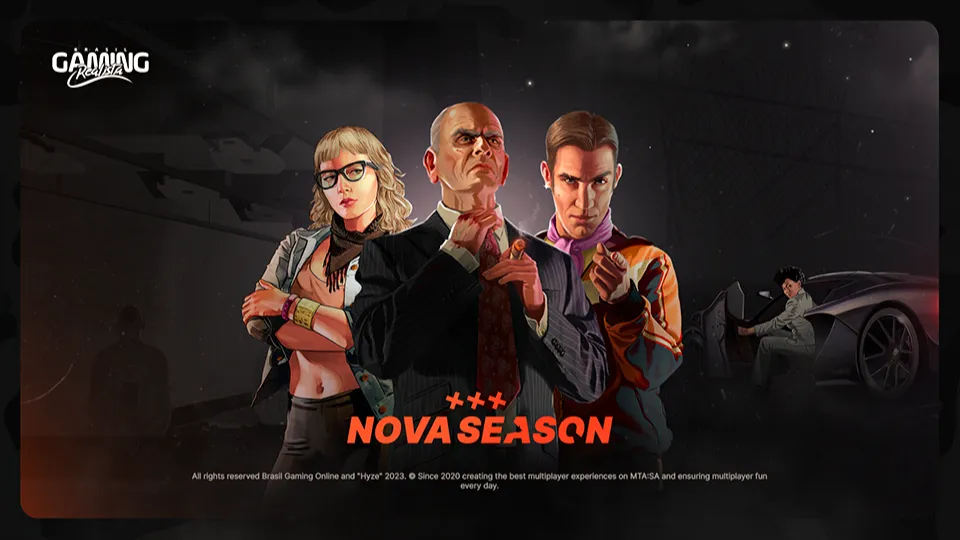 BRASIL
GAMING
Realista
+++
NOVA SEASON
All rights reserved Brasil Gaming Online and "Hyze" 2023. © Since 2020 creating the best multiplayer experiences on MTA:SA and ensuring multiplayer fun
every day.